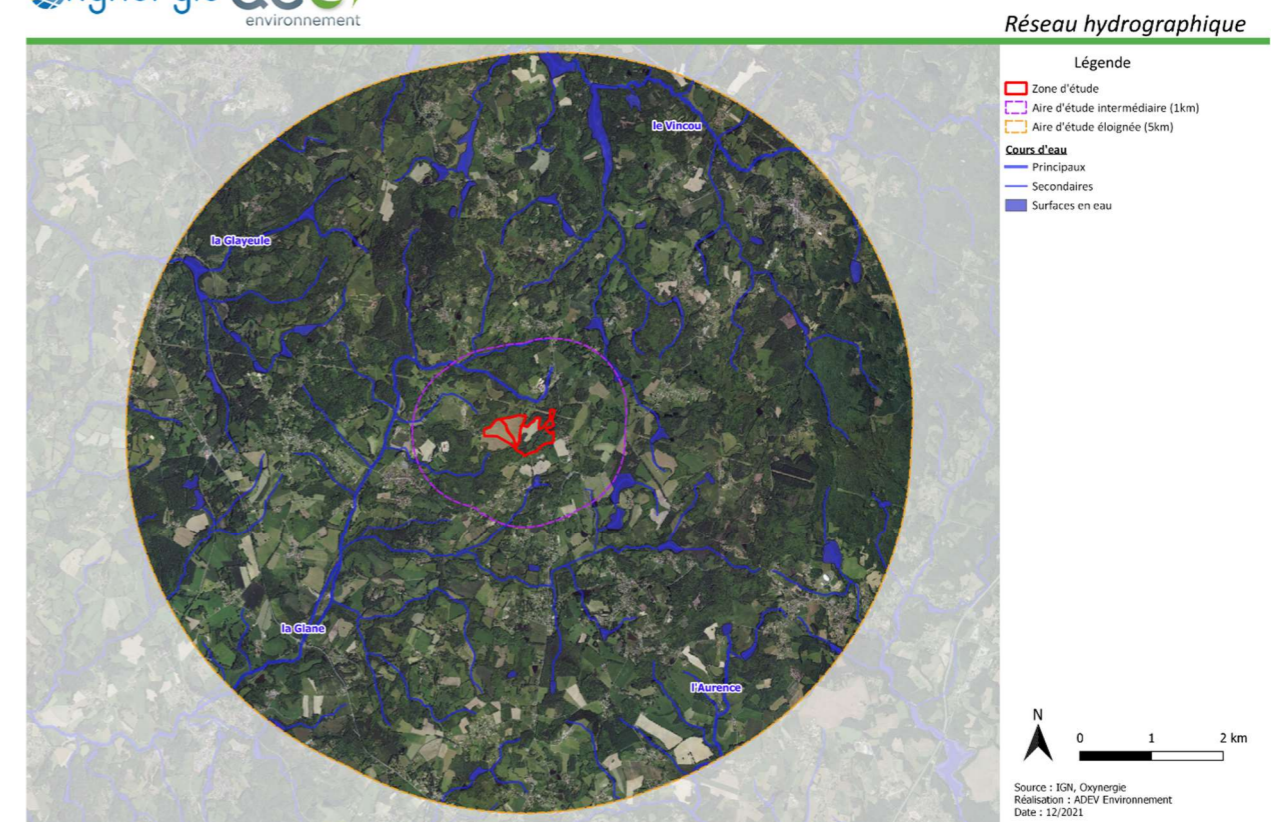 environnement
Réseau hydrographique
Légende
Zone d'étude
Aire d'étude intermédiaire (1km)
Aire d'étude éloignée (5km)
Cours d'eau
Principaux
Secondaires
Surfaces en eau
le Vincou
la Glayeule
la Glane
l'Aurence
N
0 1 2 km
Source : IGN, Oxynergie
Réalisation : ADEV Environnement
Date : 12/2021